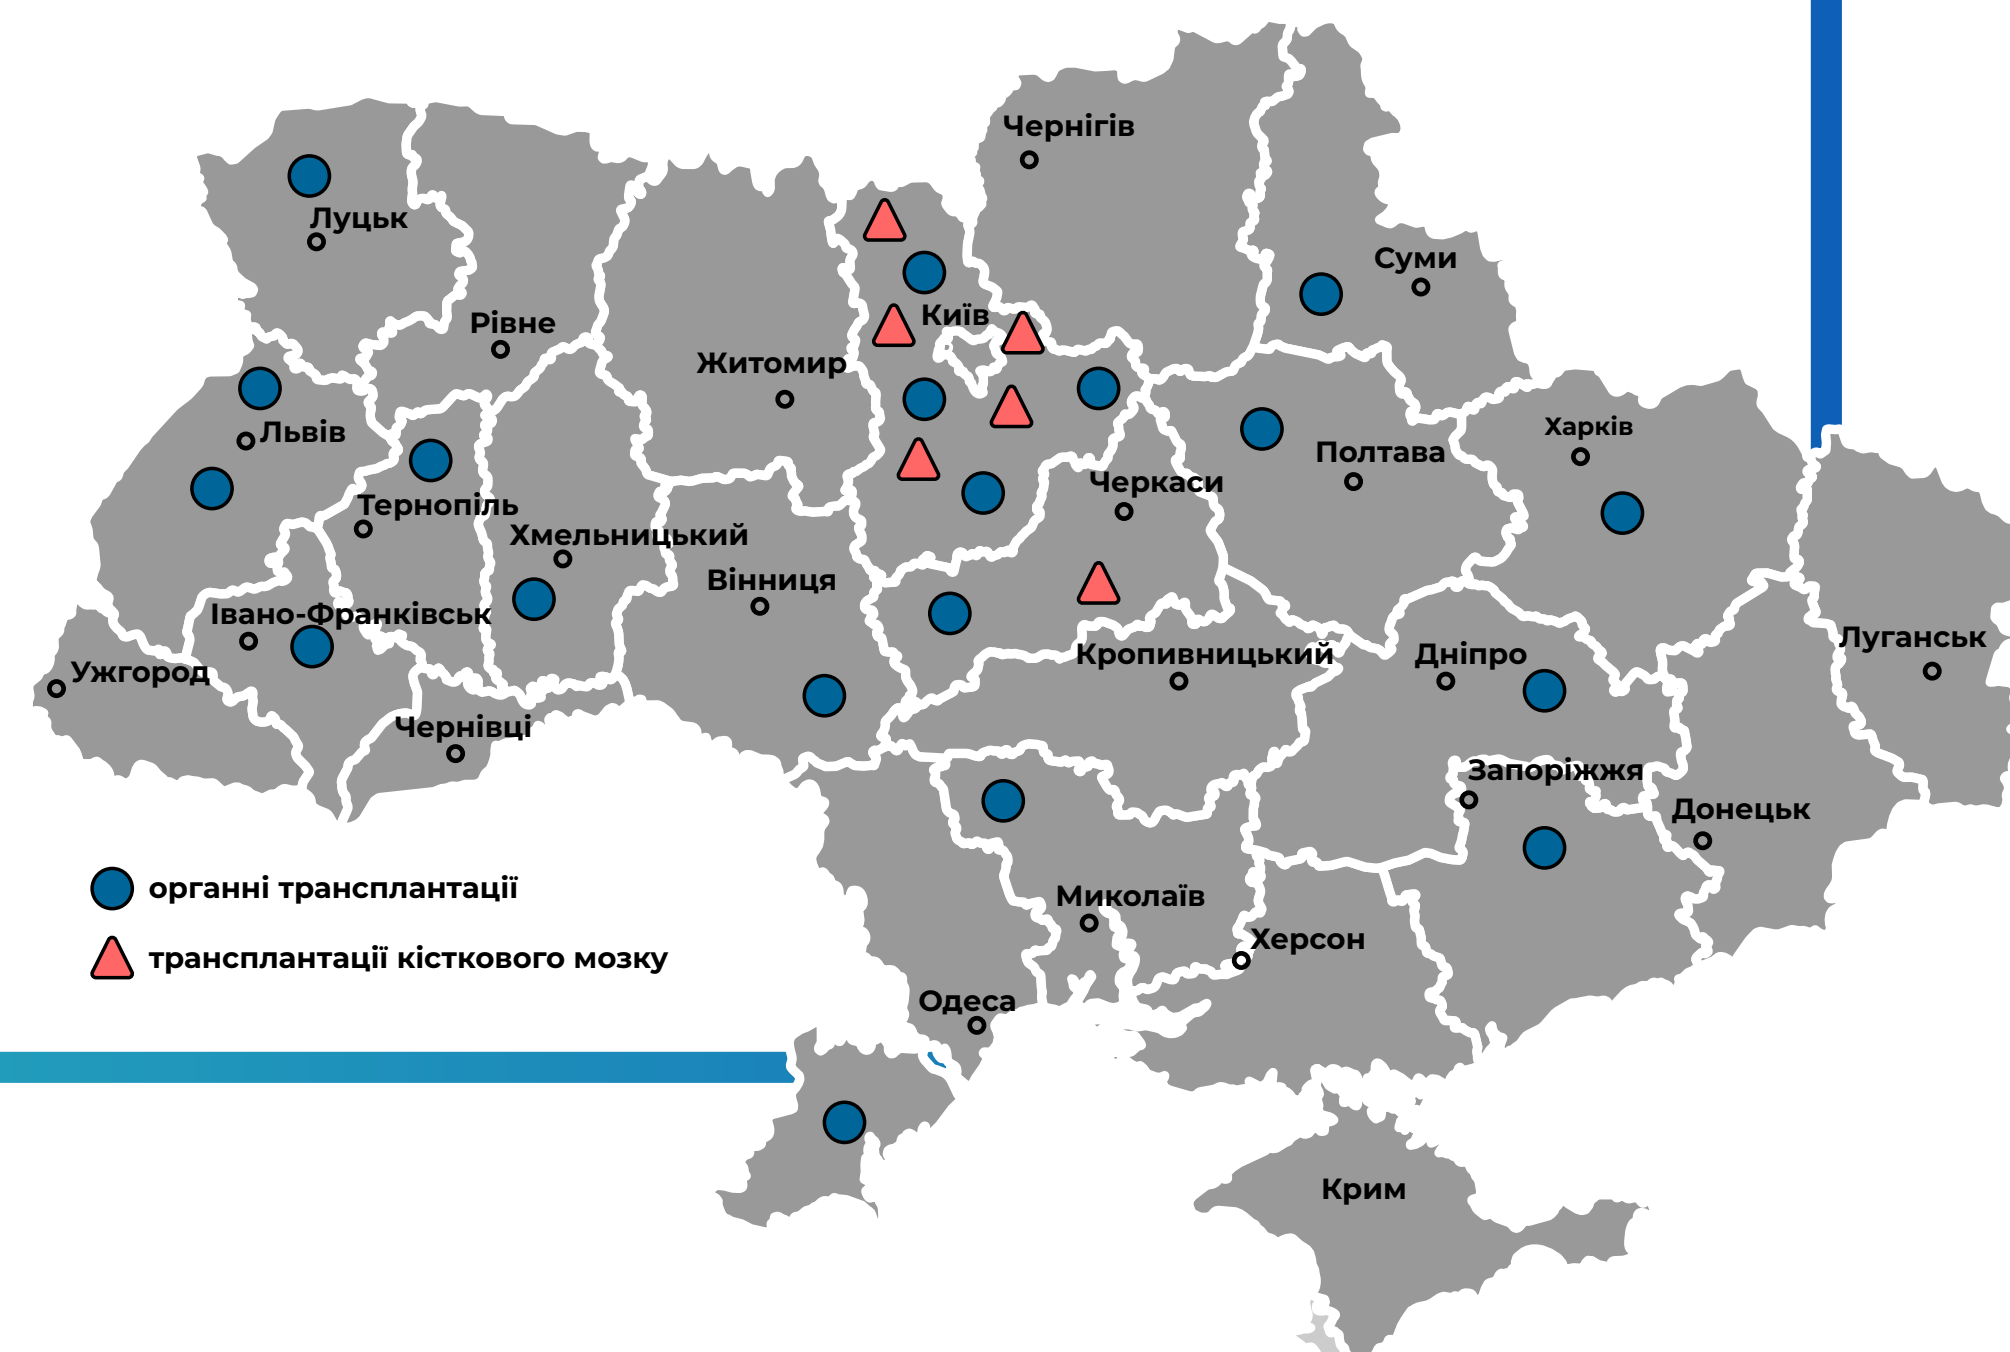 Чернігів
Луцьк
Суми
Київ
Рівне
Житомир
Харків
Львів
Полтава
Черкаси
Тернопіль
Хмельницький
Вінниця
Івано-Франківськ
Луганськ
Кропивницький
Дніпро
Ужгород
Чернівці
Запоріжжя
Донецьк
органні трансплантації
Миколаїв
Херсон
трансплантації кісткового мозку
Одеса
Крим